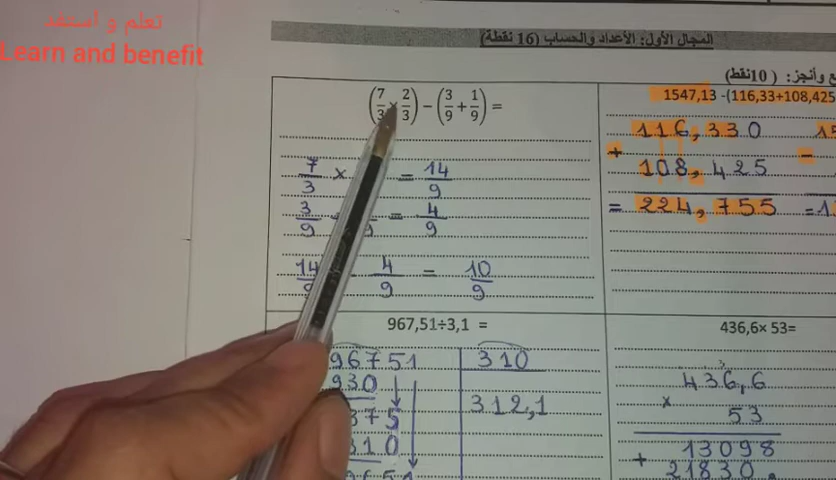 تعلم و أستفد
Learn and benefit
المجال الأول: الأعداد والحساب (16 نقطة)
وأنجز: (10نقط)
(7/3 × 2/3) − (3/9 + 1/9) =
7/3 × = 14/9
3/9 = 4/9
14/9 - 4/9 = 10/9
1547,13 -(116,33+108,425
116,330
+
108,425
= 224,755
967,51÷3,1 =
96751 310
930
375 312,1
310
436,6× 53=
3
436,6
× 53
13098
+ 21830.